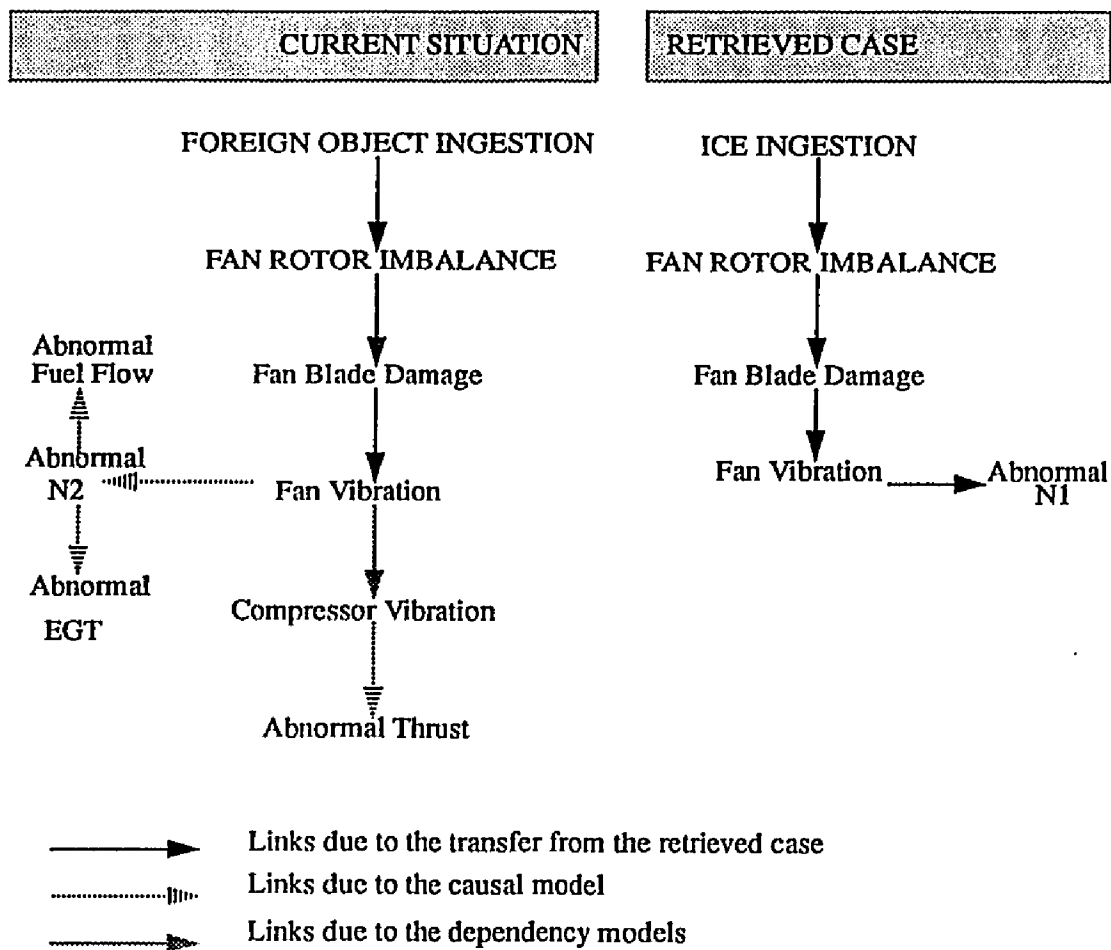 CURRENT SITUATION
RETRIEVED CASE
FOREIGN OBJECT INGESTION
ICE INGESTION
FAN ROTOR IMBALANCE
FAN ROTOR IMBALANCE
Abnormal
Fuel Flow
Fan Blade Damage
Fan Blade Damage
Abnormal
N2
Fan Vibration
Fan Vibration
Abnormal
N1
Abnormal
EGT
Compressor Vibration
Abnormal Thrust
Links due to the transfer from the retrieved case
Links due to the causal model
Links due to the dependency models